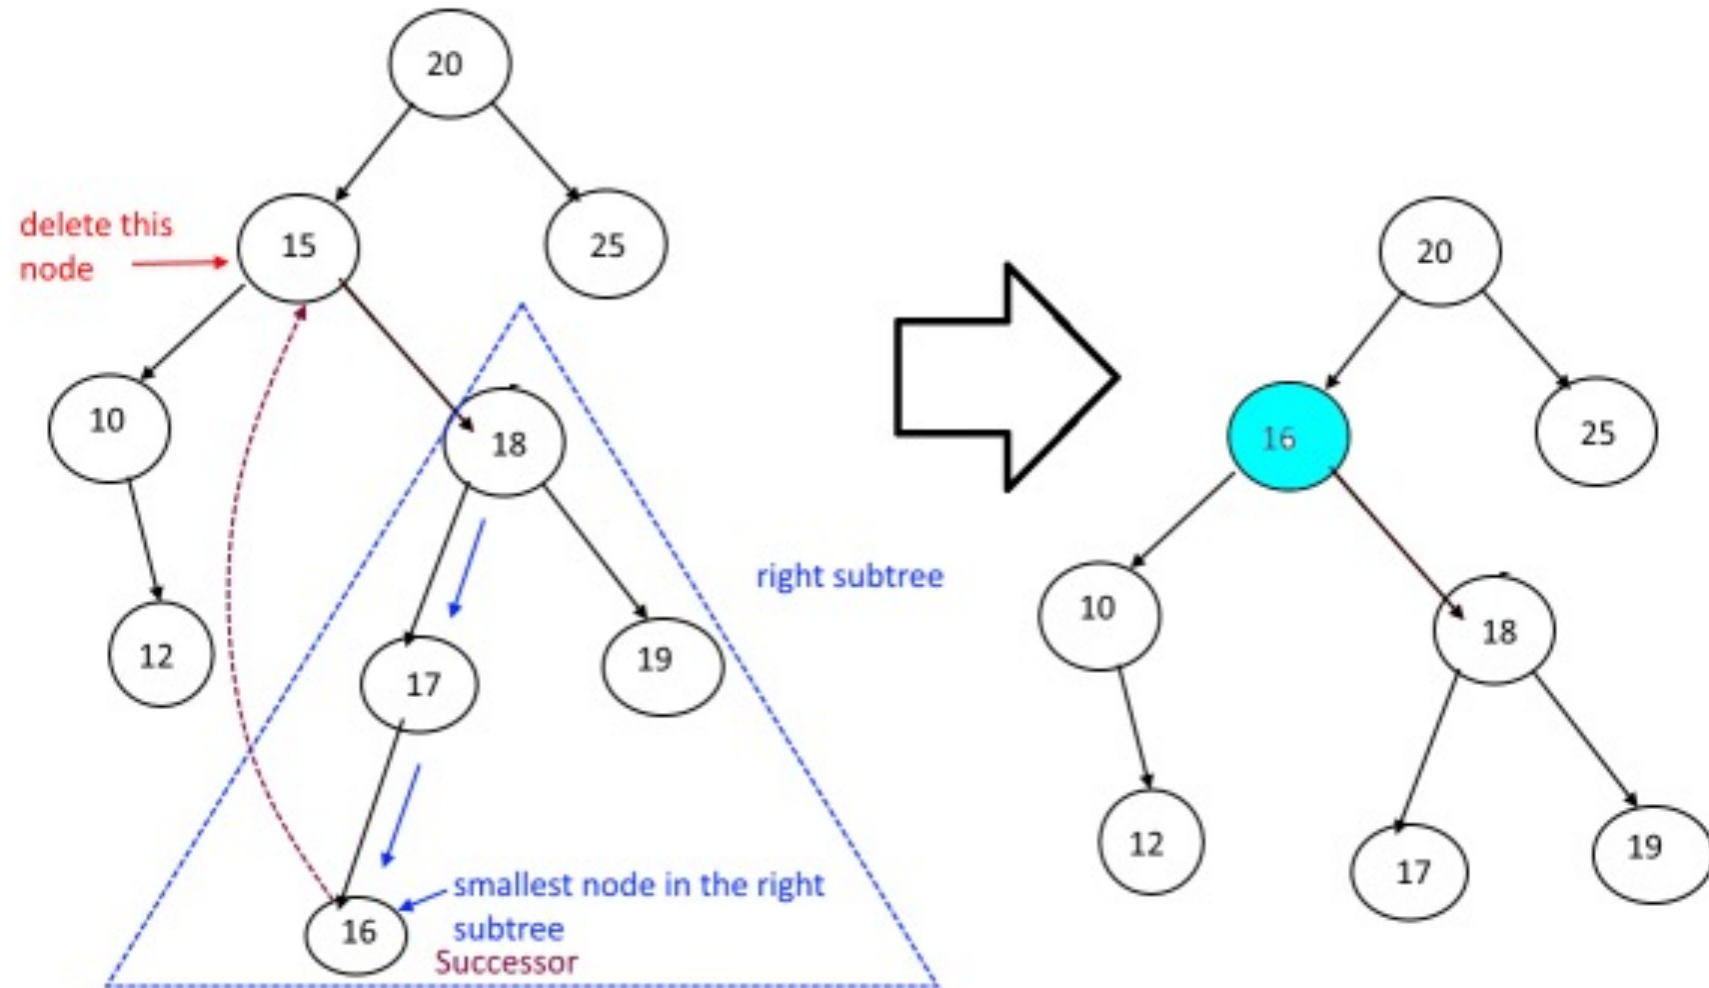 20
delete this
node
15
25
10
18
12
17
19
right subtree
16
smallest node in the right
subtree
Successor
20
16
25
10
18
12
17
19